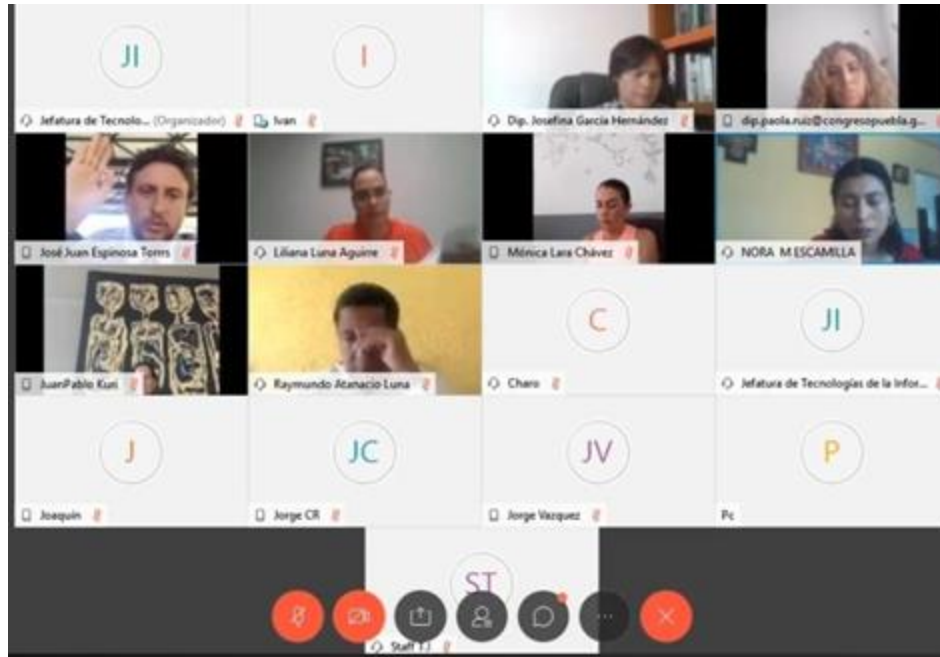 JI
Jefatura de Tecnolo... (Organizador)
I
Ivan
Dip. Josefina García Hernández
dip.paola.ruiz@congresopuebla.g...
José Juan Espinosa Torres
Liliana Luna Aguirre
Mónica Lara Chávez
NORA M ESCAMILLA
JuanPablo Kuri
Raymundo Atanacio Luna
C
Charo
JI
Jefatura de Tecnologías de la Infor...
J
Joaquin
JC
Jorge CR
JV
Jorge Vazquez
P
Pc
ST
Staff